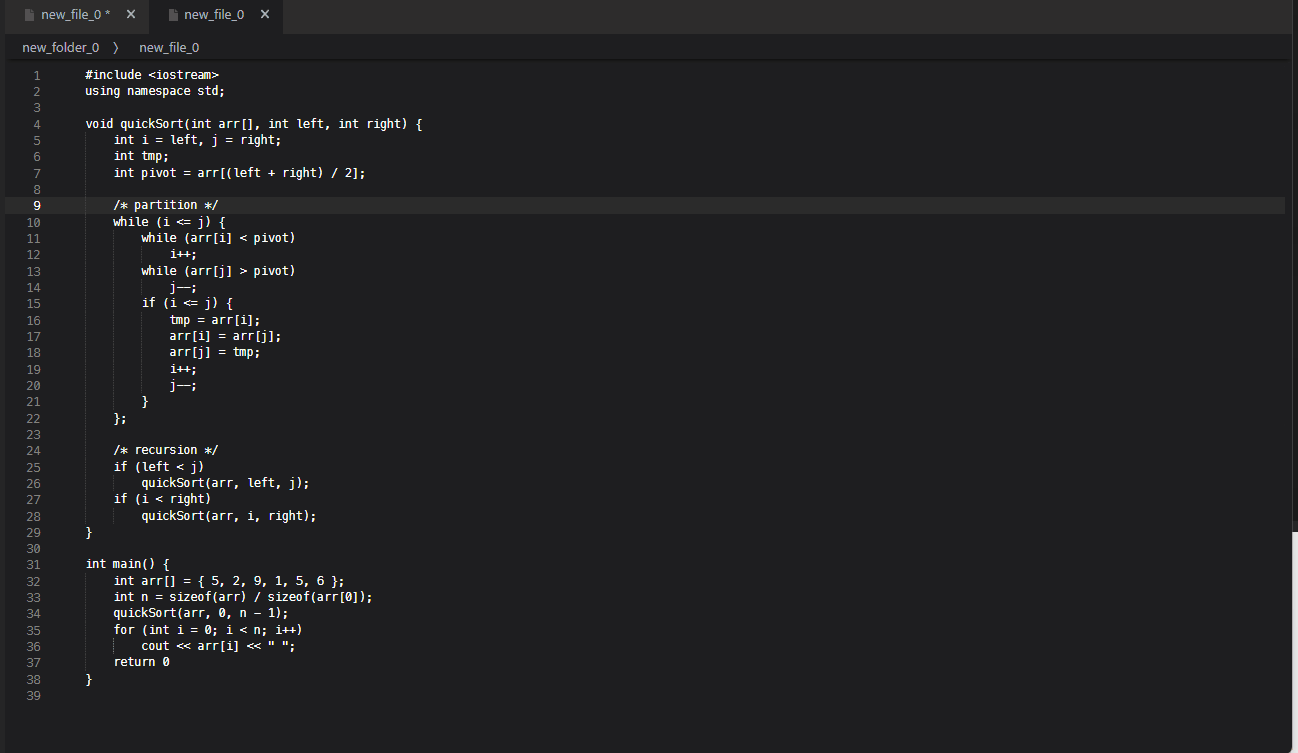 new_file_0 * × new_file_0 ×
new_folder_0 〉 new_file_0
1 #include <iostream>
2 using namespace std;
3
4 void quickSort(int arr[], int left, int right) {
5 int i = left, j = right;
6 int tmp;
7 int pivot = arr[(left + right) / 2];
8
9 /* partition */
10 while (i <= j) {
11 while (arr[i] < pivot)
12 i++;
13 while (arr[j] > pivot)
14 j--;
15 if (i <= j) {
16 tmp = arr[i];
17 arr[i] = arr[j];
18 arr[j] = tmp;
19 i++;
20 j--;
21 }
22 };
23
24 /* recursion */
25 if (left < j)
26 quickSort(arr, left, j);
27 if (i < right)
28 quickSort(arr, i, right);
29 }
30
31 int main() {
32 int arr[] = { 5, 2, 9, 1, 5, 6 };
33 int n = sizeof(arr) / sizeof(arr[0]);
34 quickSort(arr, 0, n - 1);
35 for (int i = 0; i < n; i++)
36 cout << arr[i] << " ";
37 return 0
38 }
39